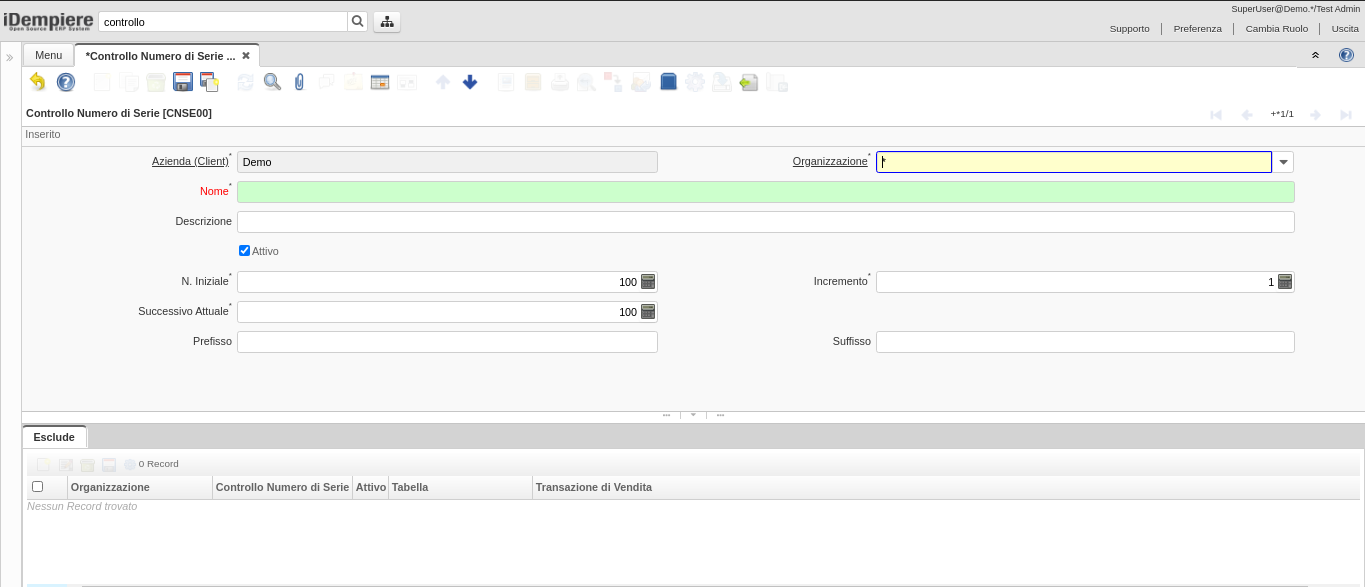 SuperUser@Demo.*/Test Admin
iDempiere
Open Source ERP System
controllo
Supporto
Preferenza
Cambia Ruolo
Uscita
Menu
*Controllo Numero di Serie ...
Controllo Numero di Serie [CNSE00]
+*1/1
Inserito
Azienda (Client)* Demo
Organizzazione* *
Nome*
Descrizione
Attivo
N. Iniziale* 100
Incremento* 1
Successivo Attuale* 100
Prefisso
Suffisso
Esclude
0 Record
Organizzazione Controllo Numero di Serie Attivo Tabella Transazione di Vendita
Nessun Record trovato